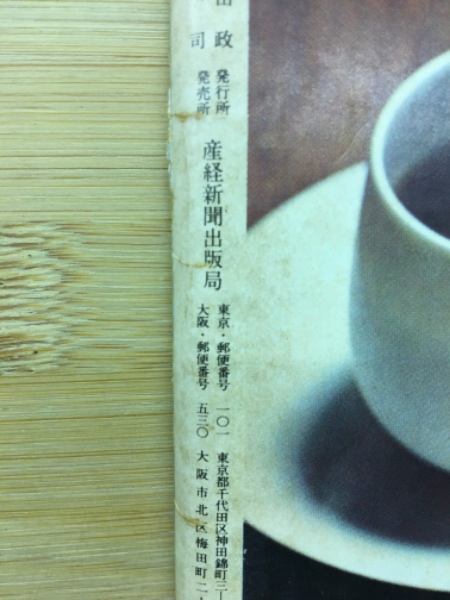 政
司
発行所
発売所
産経新聞出版局
東京・郵便番号 一〇一 東京都千代田区神田錦町三
大阪・郵便番号 五三〇 大阪市北区梅田町二